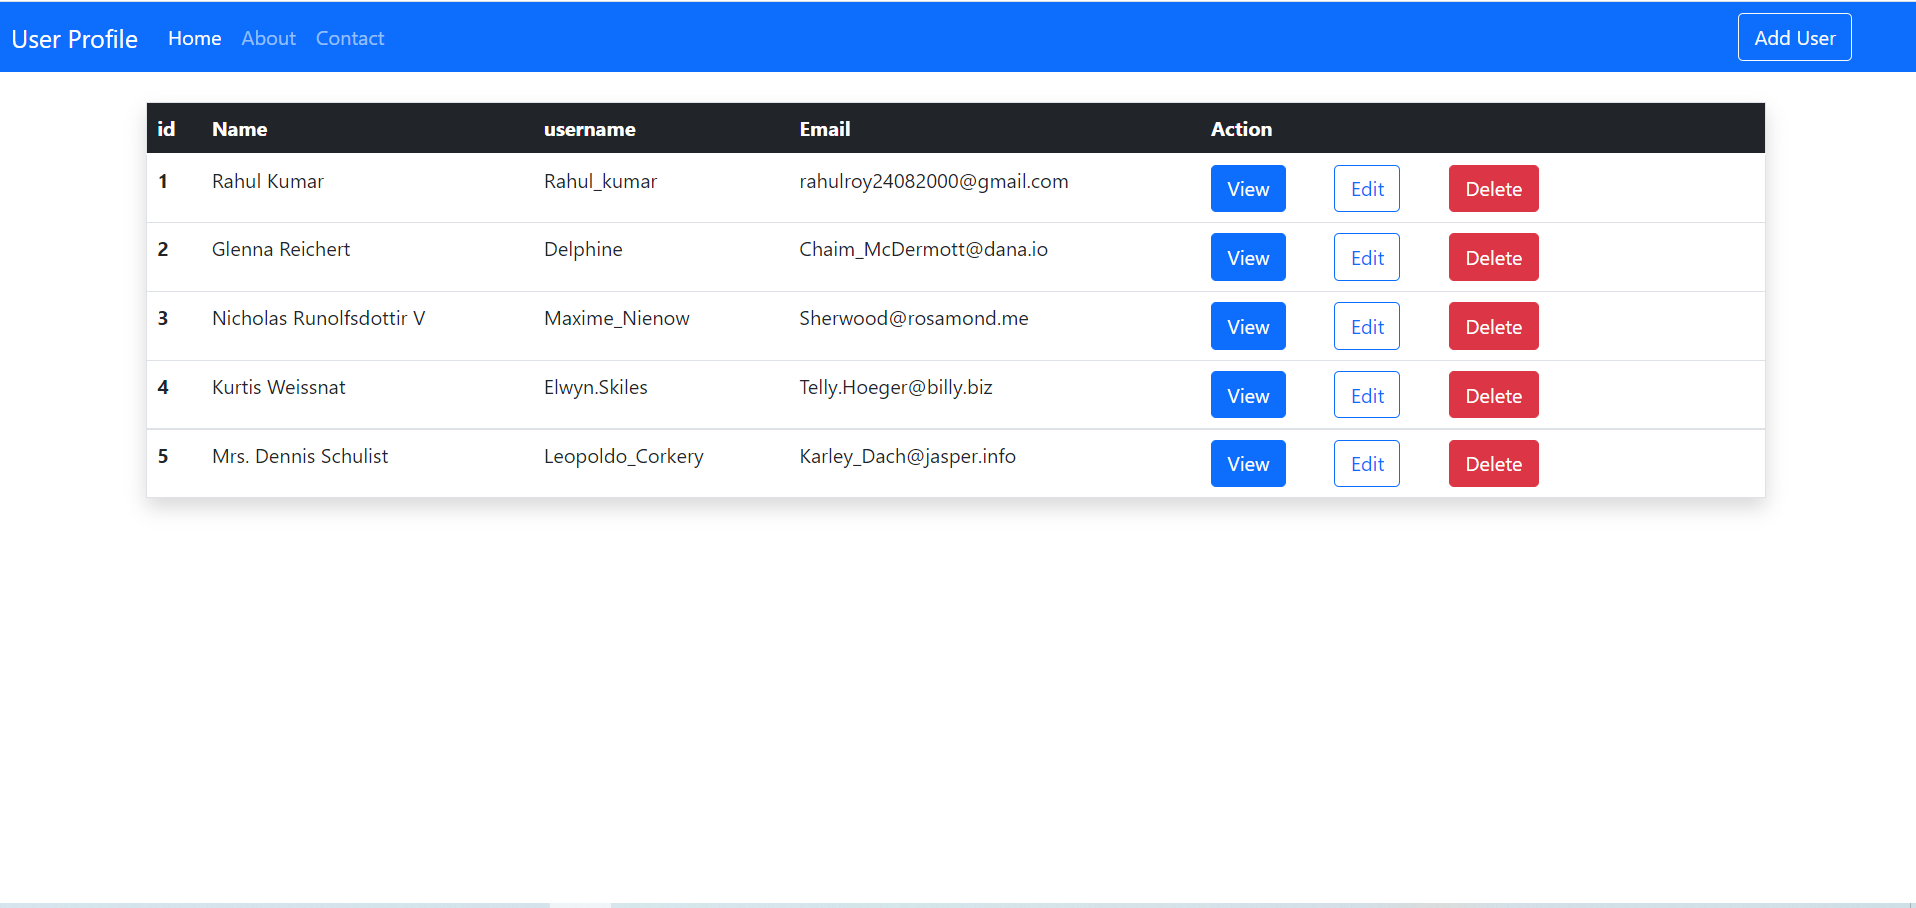 User Profile Home About Contact Add User
id Name username Email Action
1 Rahul Kumar Rahul_kumar rahulroy24082000@gmail.com View Edit Delete
2 Glenna Reichert Delphine Chaim_McDermott@dana.io View Edit Delete
3 Nicholas Runolfsdottir V Maxime_Nienow Sherwood@rosamond.me View Edit Delete
4 Kurtis Weissnat Elwyn.Skiles Telly.Hoeger@billy.biz View Edit Delete
5 Mrs. Dennis Schulist Leopoldo_Corkery Karley_Dach@jasper.info View Edit Delete